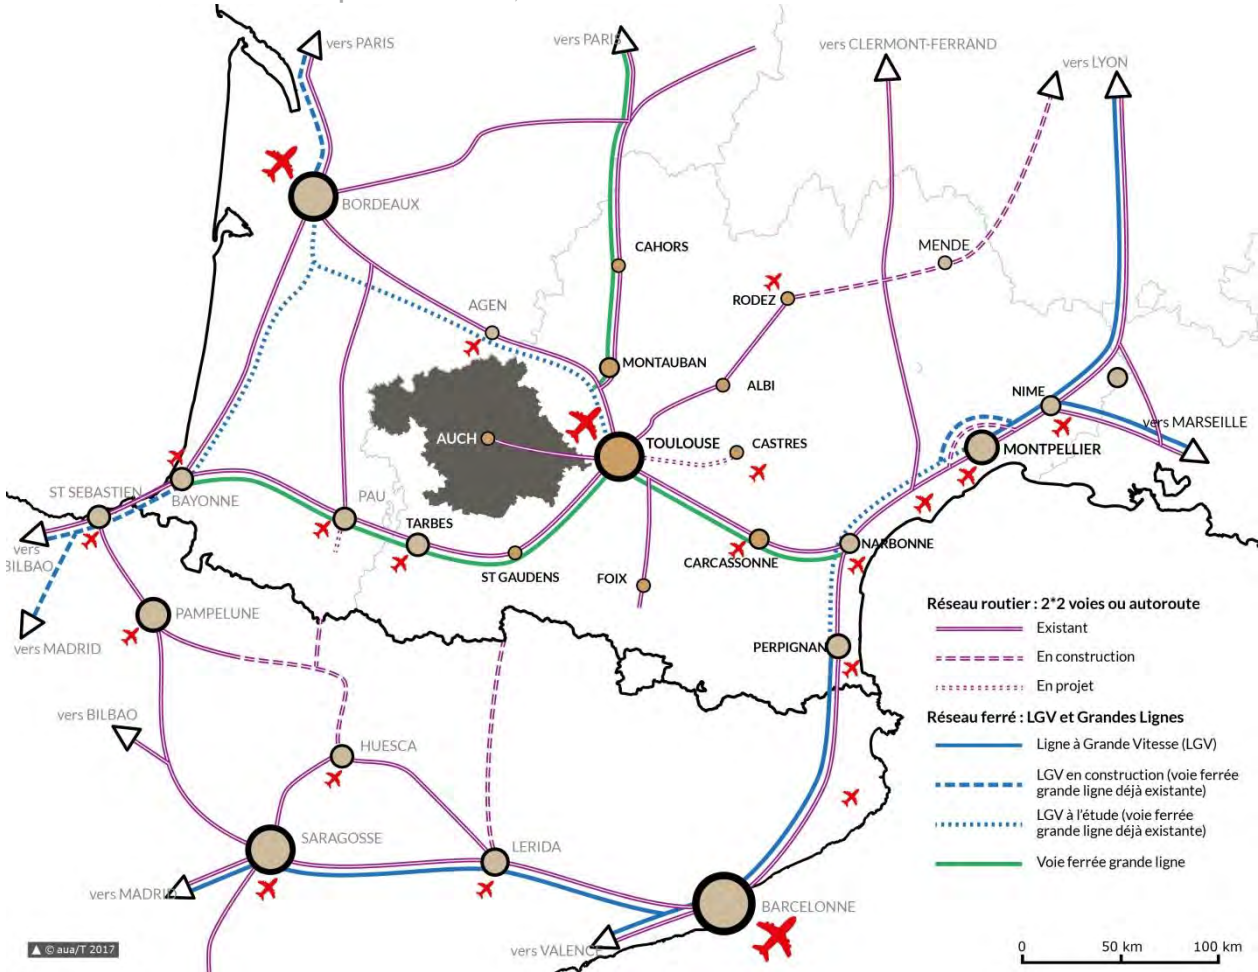 vers PARIS
vers PARIS
vers CLERMONT-FERRAND
vers LYON
BORDEAUX
CAHORS
MENDE
RODEZ
AGEN
MONTAUBAN
ALBI
NIME
AUCH
TOULOUSE
CASTRES
vers MARSEILLE
MONTPELLIER
ST SEBASTIEN
BAYONNE
PAU
TARBES
NARBONNE
vers
BILBAO
CARCASSONNE
ST GAUDENS
FOIX
PAMPELUNE
vers MADRID
PERPIGNAN
vers BILBAO
HUESCA
SARAGOSSE
LERIDA
vers MADRID
BARCELONNE
vers VALENCE
Réseau routier : 2*2 voies ou autoroute
Existant
En construction
En projet
Réseau ferré : LGV et Grandes Lignes
Ligne à Grande Vitesse (LGV)
LGV en construction (voie ferrée
grande ligne déjà existante)
LGV à l'étude (voie ferrée
grande ligne déjà existante)
Voie ferrée grande ligne
0 50 km 100 km
© aua/T 2017